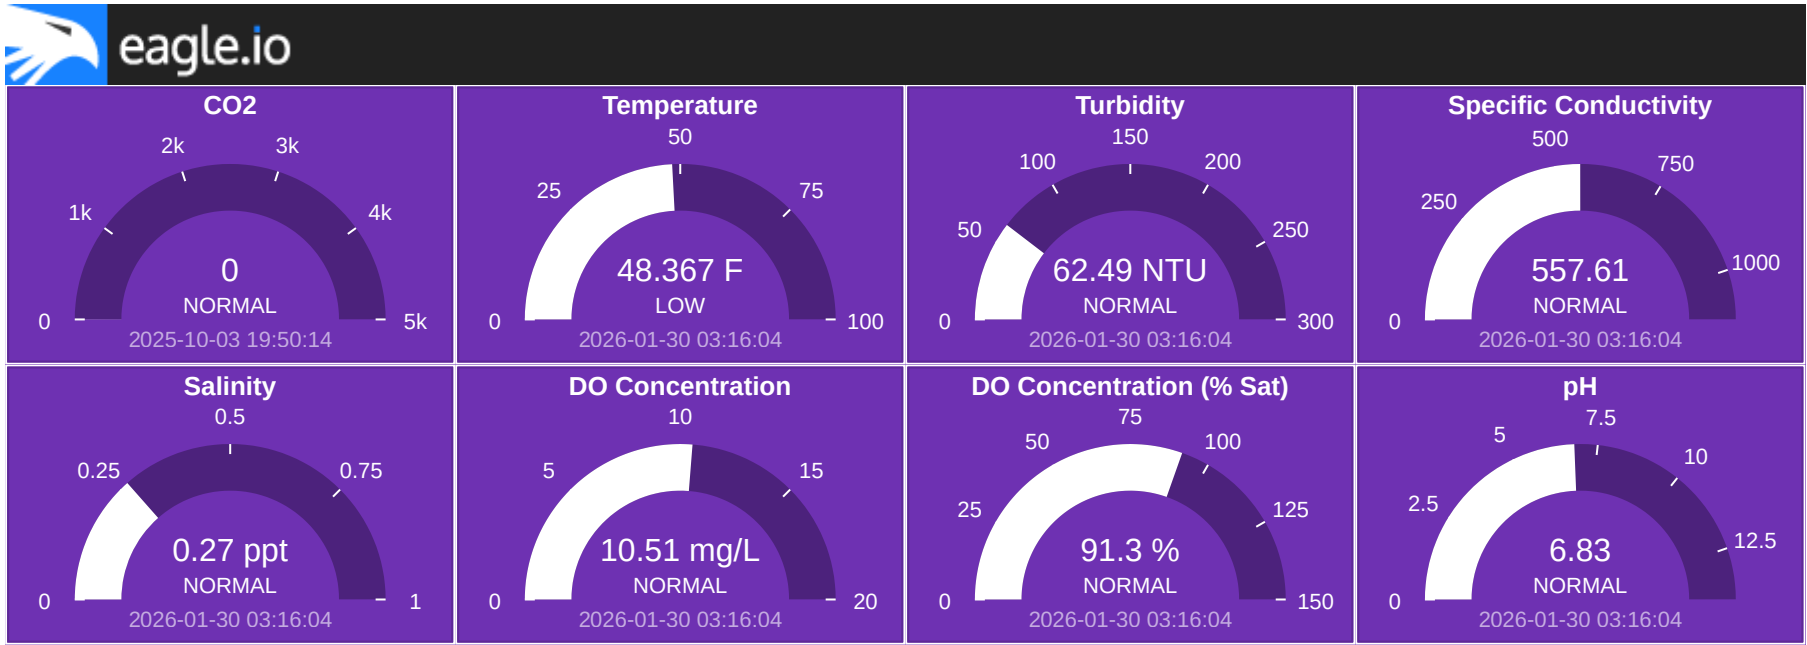 eagle.io
CO2
2k
3k
1k
4k
0
NORMAL
0
5k
2025-10-03 19:50:14
Temperature
50
25
75
48.367 F
LOW
0
100
2026-01-30 03:16:04
Turbidity
150
100
200
50
250
62.49 NTU
NORMAL
0
300
2026-01-30 03:16:04
Specific Conductivity
500
750
250
1000
557.61
NORMAL
0
2026-01-30 03:16:04
Salinity
0.5
0.25
0.75
0.27 ppt
NORMAL
0
1
2026-01-30 03:16:04
DO Concentration
10
5
15
10.51 mg/L
NORMAL
0
20
2026-01-30 03:16:04
DO Concentration (% Sat)
75
50
100
25
125
91.3 %
NORMAL
0
150
2026-01-30 03:16:04
pH
7.5
5
10
2.5
12.5
6.83
NORMAL
0
2026-01-30 03:16:04